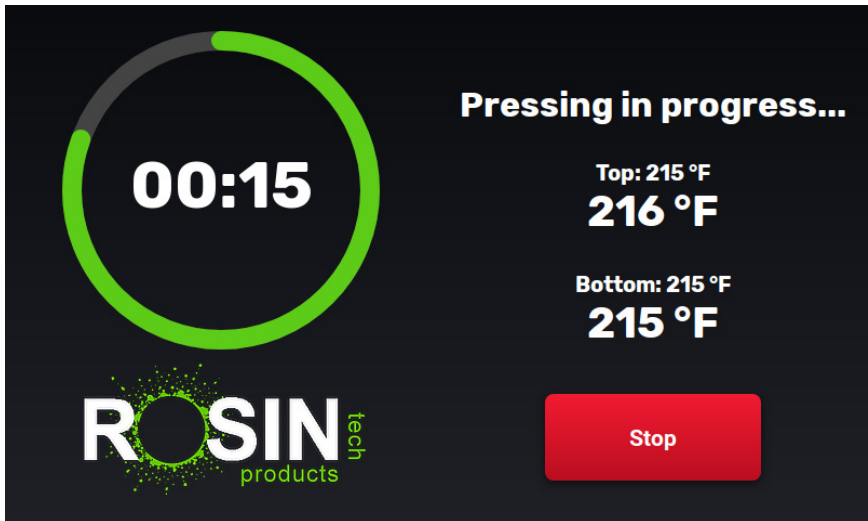 00:15
Pressing in progress...
Top: 215 °F
216 °F
Bottom: 215 °F
215 °F
ROSIN
tech
products
Stop